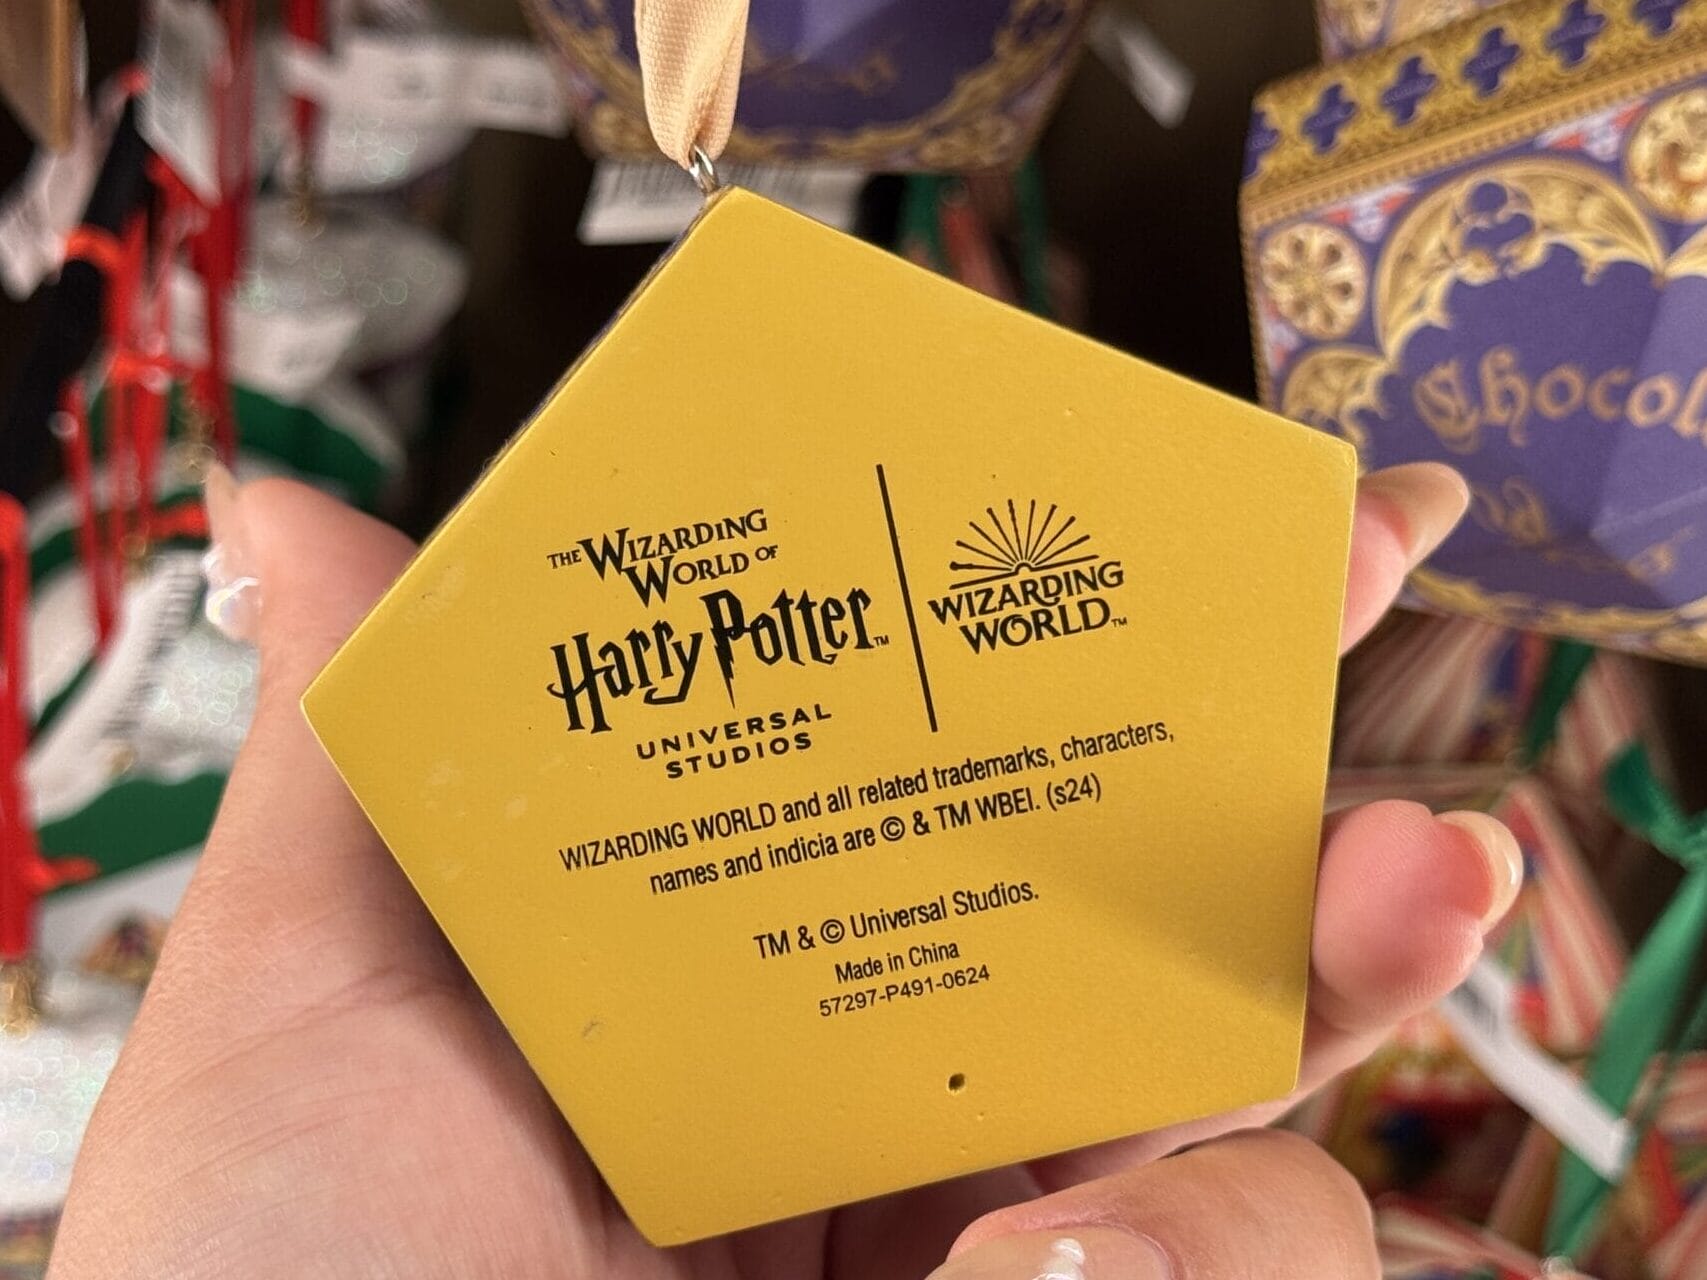 THE WIZARDING
WORLD OF
Harry Potter™
UNIVERSAL
STUDIOS
WIZARDING
WORLD™
WIZARDING WORLD and all related trademarks, characters,
names and indicia are © & TM WBEI. (s24)
TM & © Universal Studios.
Made in China
57297-P491-0624
Chocol